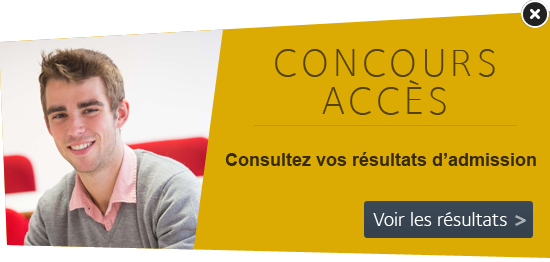 CONCOURS
ACCÈS
Consultez vos résultats d’admission
Voir les résultats >